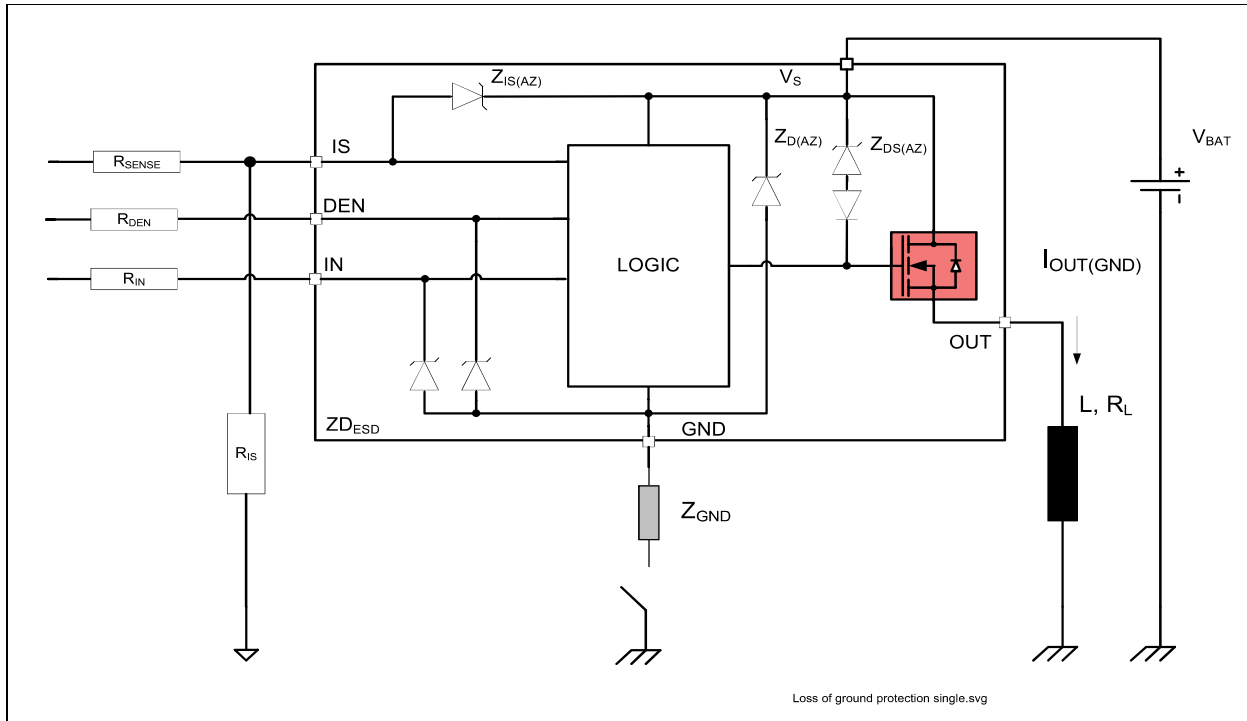 ZIS(AZ)
VS
IS
RSENSE
ZD(AZ)
ZDS(AZ)
VBAT
+
-
DEN
RDEN
IN
RIN
LOGIC
IOUT(GND)
OUT
L, RL
ZDESD
GND
RIS
ZGND
Loss of ground protection single.svg